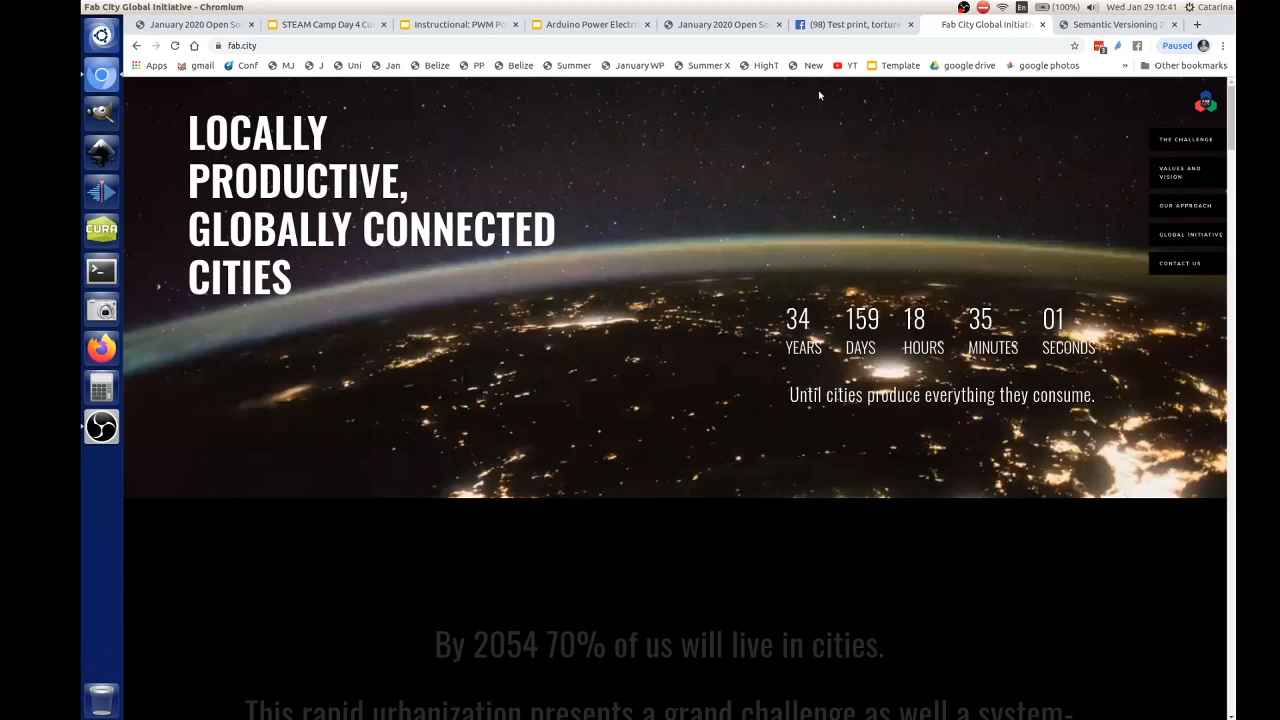 Fab City Global Initiative - Chromium
En
(100%)
Wed Jan 29 10:41
Catarina
January 2020 Open So
STEAM Camp Day 4 Cu
Instructional: PWM Po
Arduino Power Electro
January 2020 Open So
(98) Test print, torture
Fab City Global Initiativ
Semantic Versioning 2
fab.city
Paused
Apps
gmail
Conf
MJ
J
Uni
Jan
Belize
PP
Belize
Summer
January WP
Summer X
HighT
New
YT
Template
google drive
google photos
»
Other bookmarks
LOCALLY
PRODUCTIVE,
GLOBALLY CONNECTED
CITIES
THE CHALLENGE
VALUES AND
VISION
OUR APPROACH
GLOBAL INITIATIVE
CONTACT US
34 159 18 35 01
YEARS DAYS HOURS MINUTES SECONDS
Until cities produce everything they consume.
CURA
By 2054 70% of us will live in cities.
This rapid urbanization presents a grand challenge as well a system-